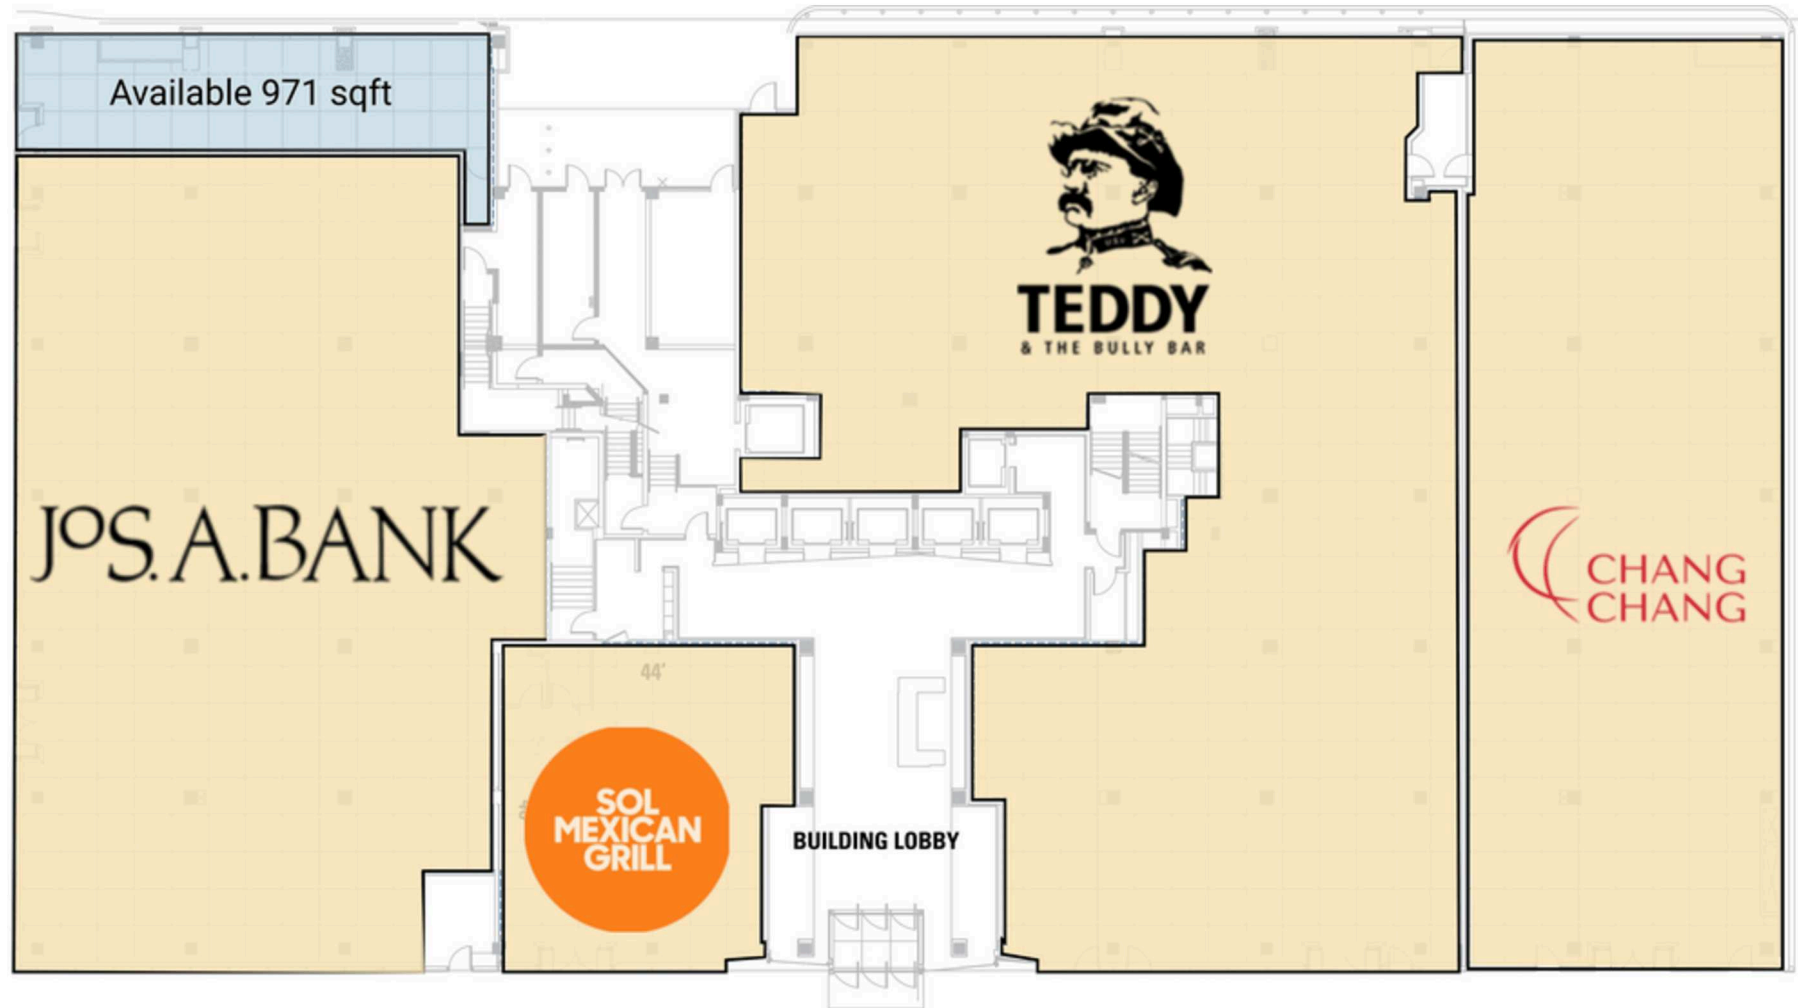 Available 971 sqft
TEDDY
& THE BULLY BAR
JOS. A. BANK
CHANG
CHANG
44'
SOL
MEXICAN
GRILL
BUILDING LOBBY